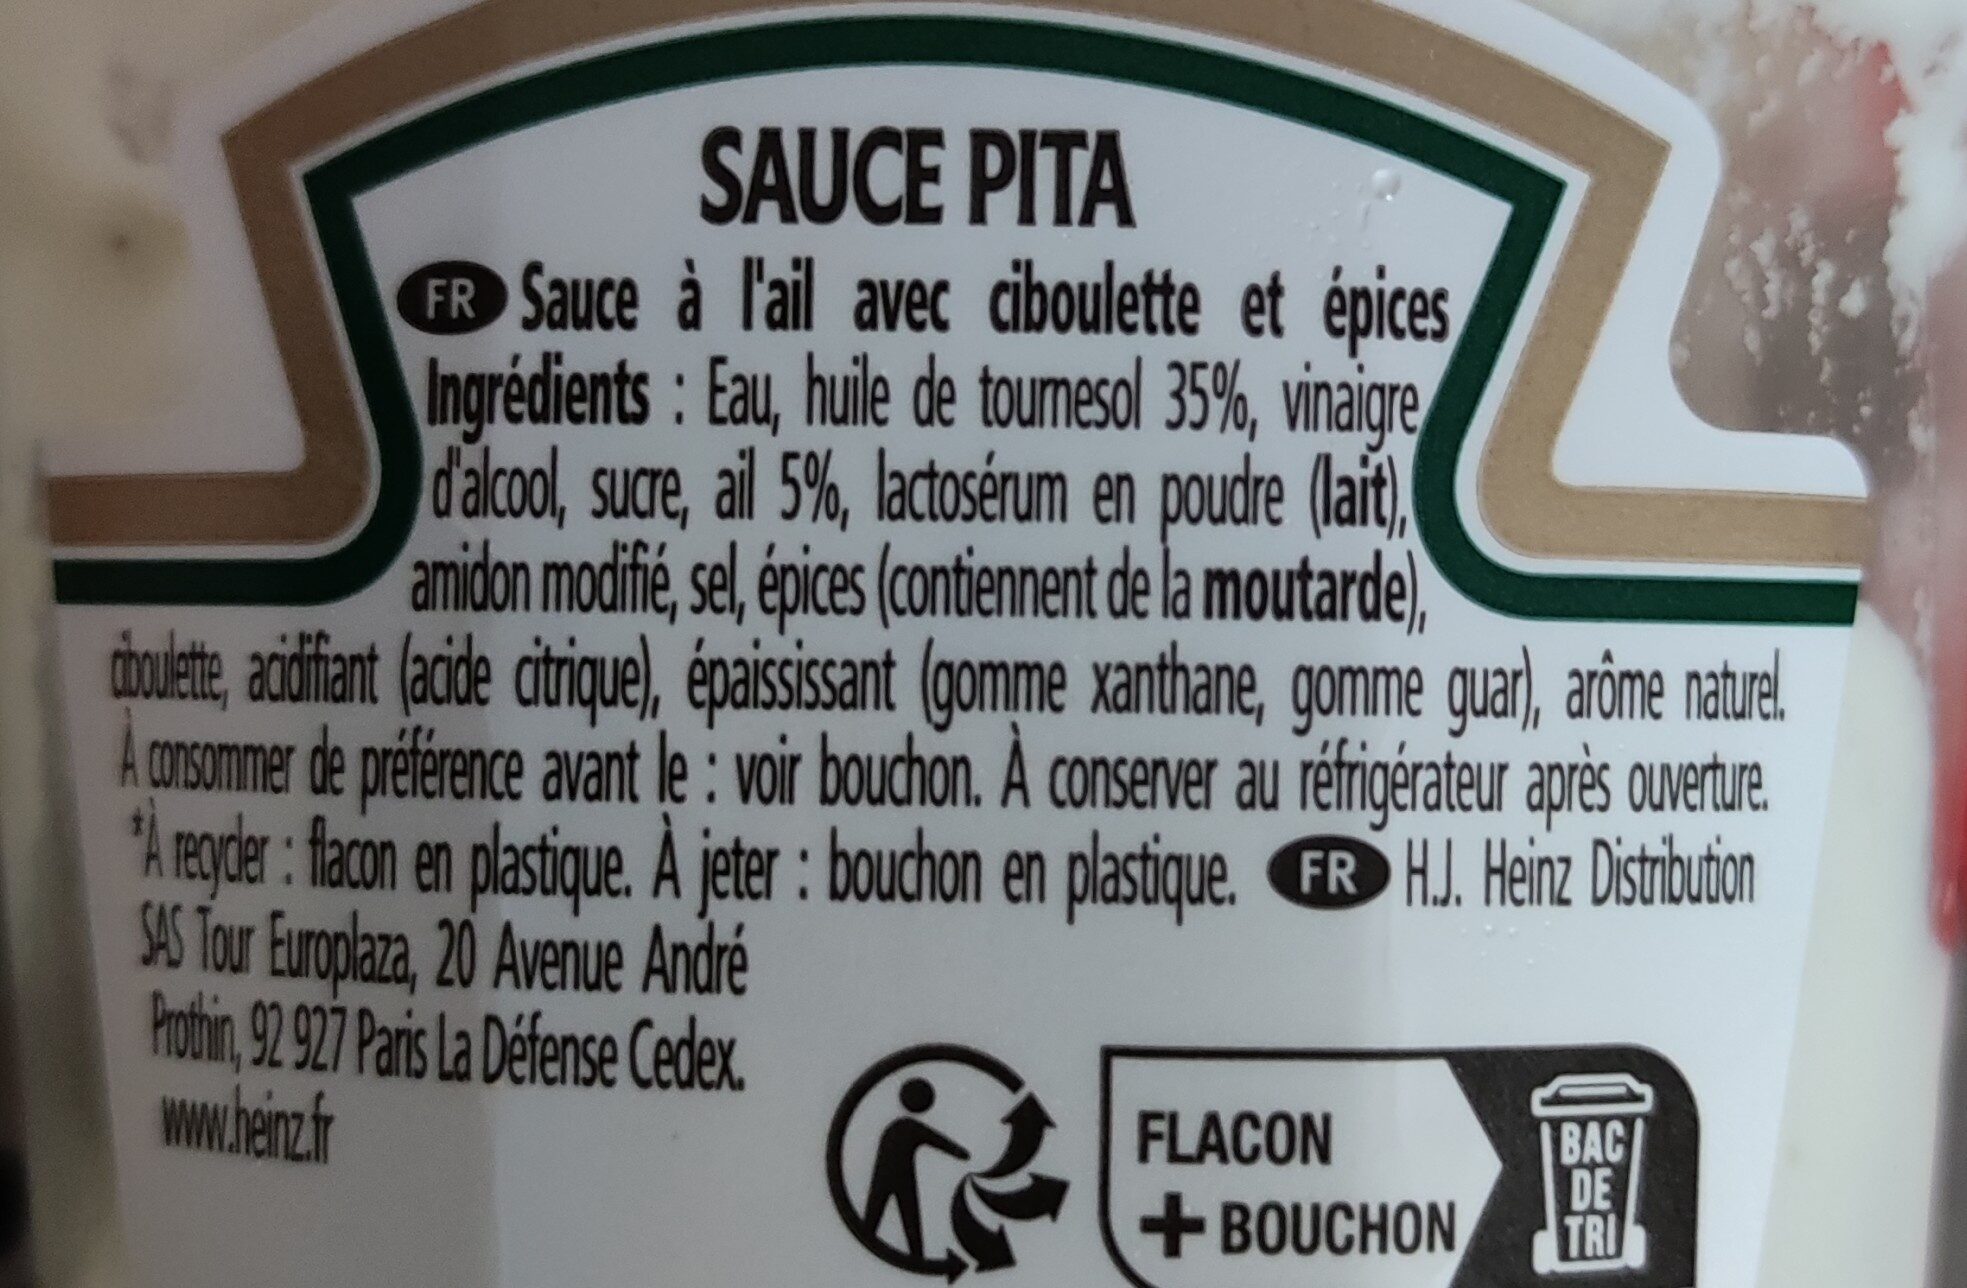 SAUCE PITA
FR Sauce à l'ail avec ciboulette et épices
Ingrédients : Eau, huile de tournesol 35%, vinaigre
d'alcool, sucre, ail 5%, lactosérum en poudre (lait),
amidon modifié, sel, épices (contiennent de la moutarde),
ciboulette, acidifiant (acide citrique), épaississant (gomme xanthane, gomme guar), arôme naturel.
À consommer de préférence avant le : voir bouchon. À conserver au réfrigérateur après ouverture.
*À recycler : flacon en plastique. À jeter : bouchon en plastique. FR H.J. Heinz Distribution
SAS Tour Europlaza, 20 Avenue André
Prothin, 92 927 Paris La Défense Cedex.
www.heinz.fr
FLACON
+ BOUCHON
BAC
DE
TRI